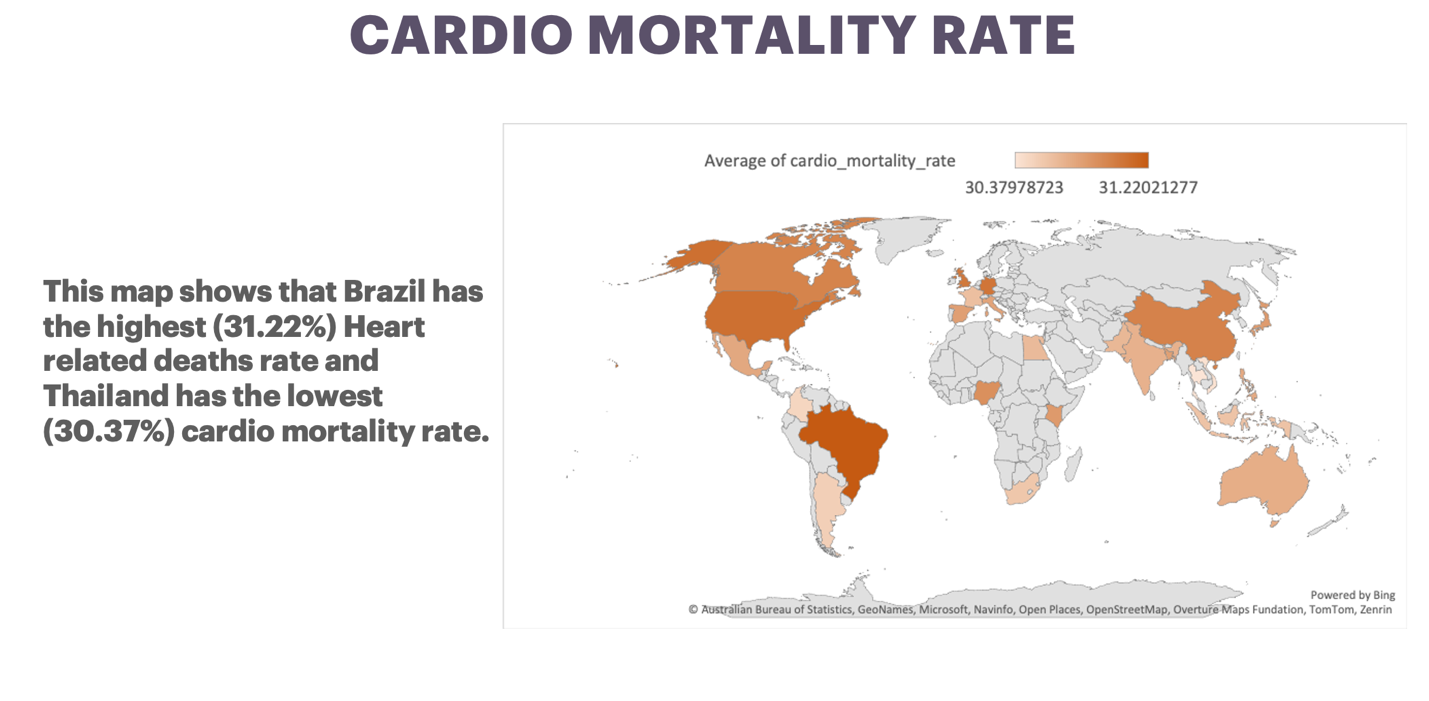 CARDIO MORTALITY RATE
Average of cardio_mortality_rate
30.37978723 31.22021277
This map shows that Brazil has
the highest (31.22%) Heart
related deaths rate and
Thailand has the lowest
(30.37%) cardio mortality rate.
Powered by Bing
© Australian Bureau of Statistics, GeoNames, Microsoft, Navinfo, Open Places, OpenStreetMap, Overture Maps Fundation, TomTom, Zenrin